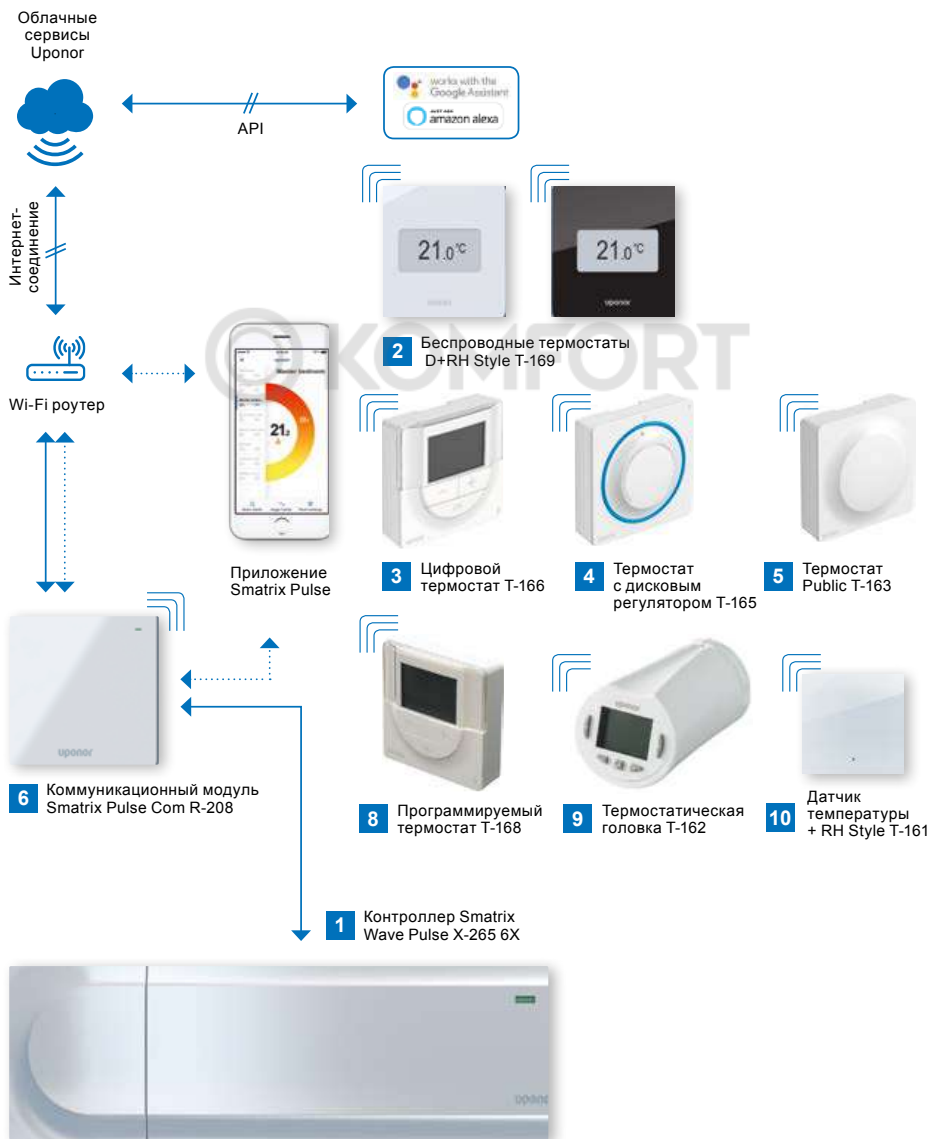 Облачные
сервисы
Uponor
works with the
Google Assistant
amazon alexa
API
Интернет-
соединение
21.0°C
21.0°C
uponor
© KOMFORT
2 Беспроводные термостаты
D+RH Style T-169
Wi-Fi роутер
21
3 Цифровой
термостат T-166
4 Термостат
с дисковым
регулятором T-165
5 Термостат
Public T-163
Приложение
Smatrix Pulse
uponor
6 Коммуникационный модуль
Smatrix Pulse Com R-208
uponor
8 Программируемый
термостат T-168
9 Термостатическая
головка T-162
10 Датчик
температуры
+ RH Style T-161
1 Контроллер Smatrix
Wave Pulse X-265 6X
uponor